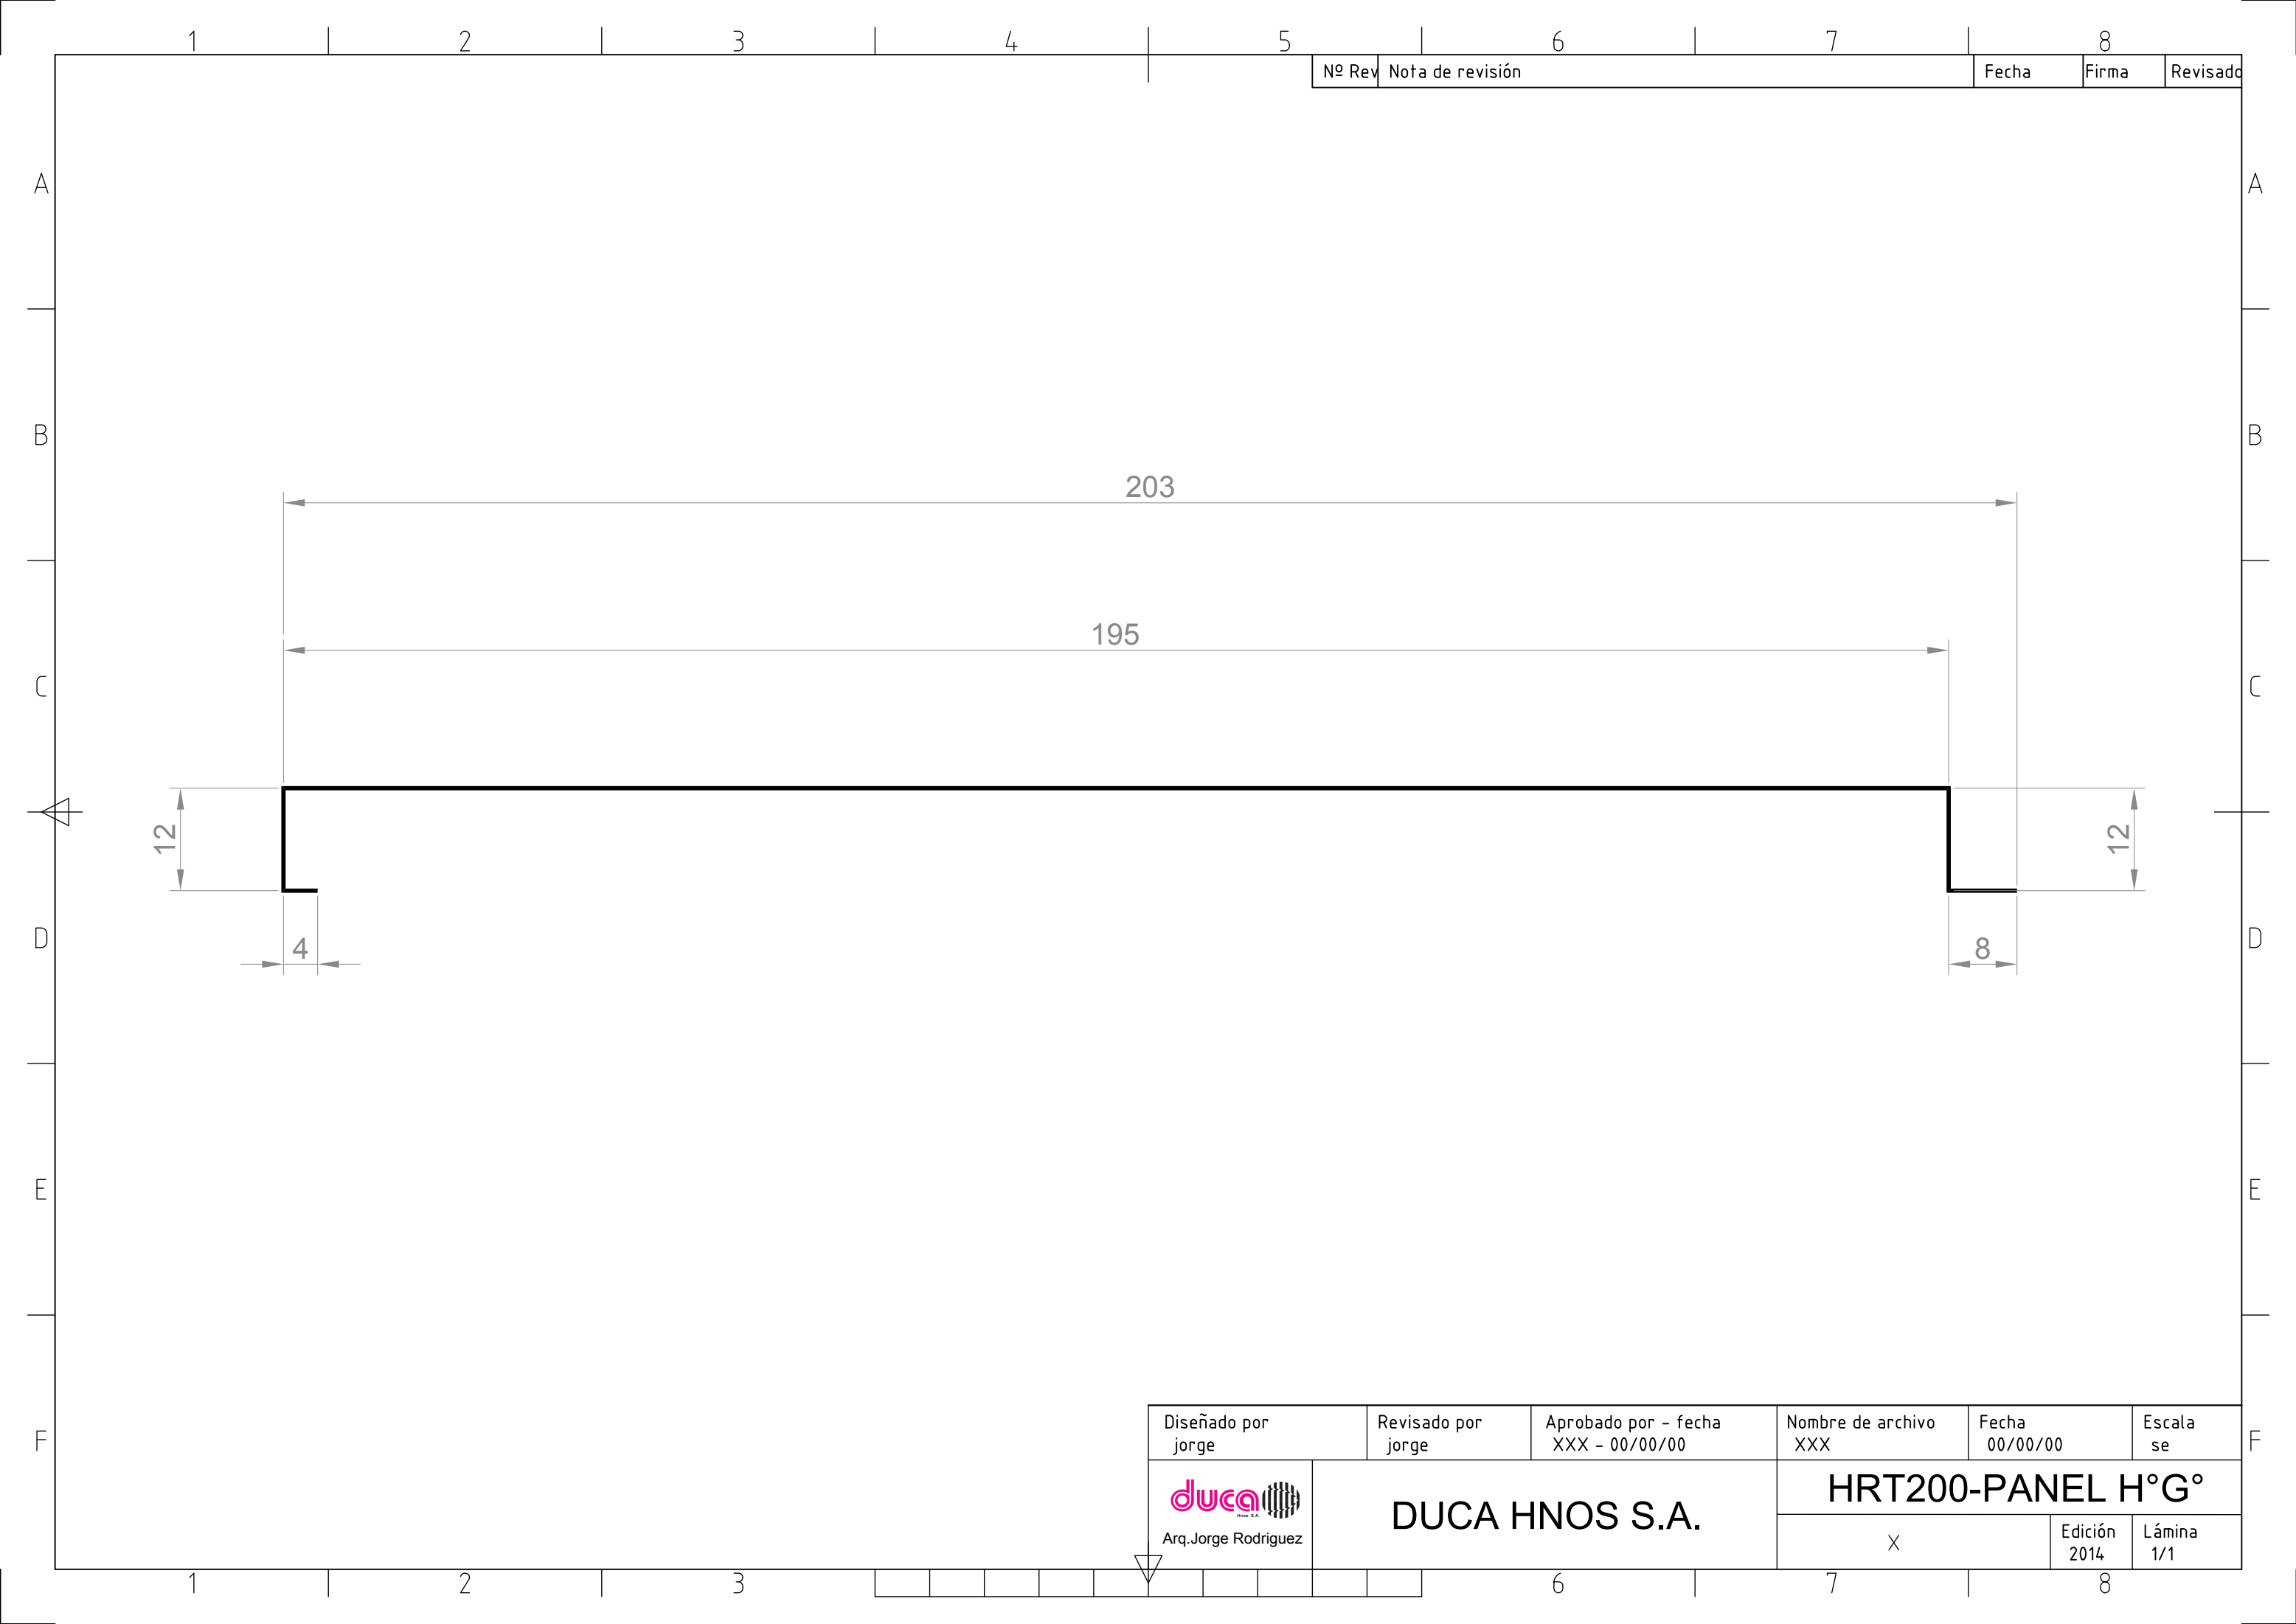 1 2 3 4 5 6 7 8
Nº Rev Nota de revisión Fecha Firma Revisado
A A
B B
203
195
C C
12 12
D D
4 8
E E
Diseñado por Revisado por Aprobado por - fecha Nombre de archivo Fecha Escala
jorge jorge XXX - 00/00/00 XXX 00/00/00 se
F F
duca
Hnos. S.A.
Arq.Jorge Rodriguez
DUCA HNOS S.A.
HRT200-PANEL H°G°
X
Edición Lámina
2014 1/1
1 2 3 6 7 8